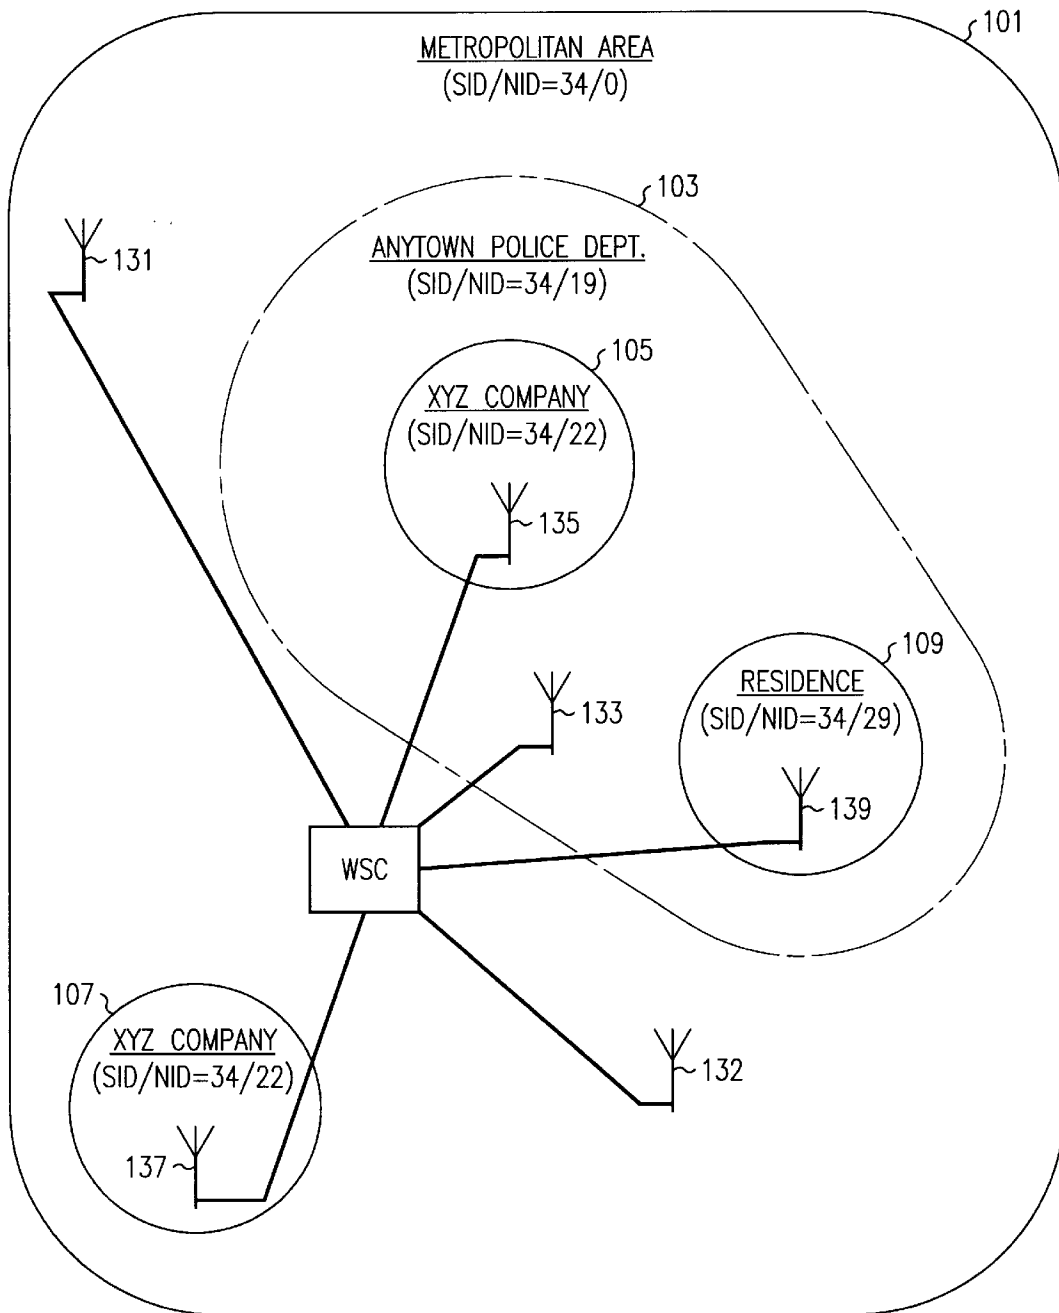 101
METROPOLITAN AREA
(SID/NID=34/0)
103
ANYTOWN POLICE DEPT.
(SID/NID=34/19)
131
105
XYZ COMPANY
(SID/NID=34/22)
135
109
RESIDENCE
(SID/NID=34/29)
133
139
WSC
107
XYZ COMPANY
(SID/NID=34/22)
132
137